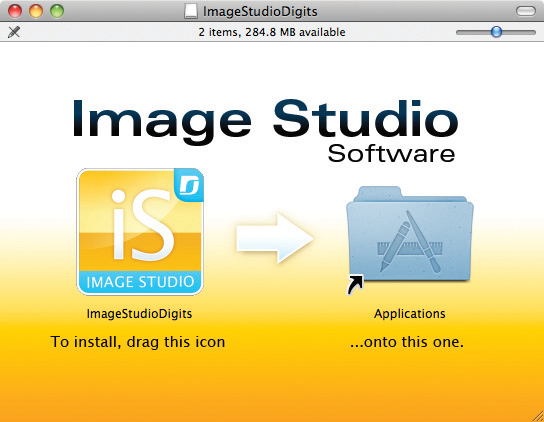 ImageStudioDigits
2 items, 284.8 MB available
Image Studio
Software
iS
IMAGE STUDIO
ImageStudioDigits
Applications
To install, drag this icon
...onto this one.